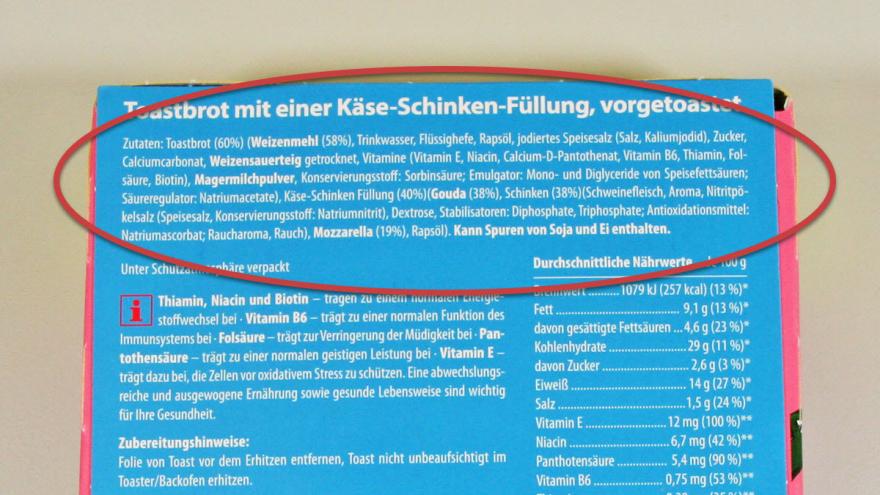 Toastbrot mit einer Käse-Schinken-Füllung, vorgetoastet
Zutaten: Toastbrot (60%) (Weizenmehl (58%), Trinkwasser, Flüssighefe, Rapsöl, jodiertes Speisesalz (Salz, Kaliumjodid), Zucker,
Calciumcarbonat, Weizensauerteig getrocknet, Vitamine (Vitamin E, Niacin, Calcium-D-Pantothenat, Vitamin B6, Thiamin, Fol-
säure, Biotin), Magermilchpulver, Konservierungsstoff: Sorbinsäure; Emulgator: Mono- und Diglyceride von Speisefettsäuren;
Säureregulator: Natriumacetate), Käse-Schinken Füllung (40%)(Gouda (38%), Schinken (38%)(Schweinefleisch, Aroma, Nitritpö-
kelsalz (Speisesalz, Konservierungsstoff: Natriumnitrit), Dextrose, Stabilisatoren: Diphosphate, Triphosphate; Antioxidationsmittel:
Natriumascorbat; Raucharoma, Rauch), Mozzarella (19%), Rapsöl). Kann Spuren von Soja und Ei enthalten.
Unter Schutzatmosphäre verpackt
i Thiamin, Niacin und Biotin – tragen zu einem normalen Energie-
stoffwechsel bei · Vitamin B6 – trägt zu einer normalen Funktion des
Immunsystems bei · Folsäure – trägt zur Verringerung der Müdigkeit bei · Pan-
tothensäure – trägt zu einer normalen geistigen Leistung bei · Vitamin E –
trägt dazu bei, die Zellen vor oxidativem Stress zu schützen. Eine abwechslungs-
reiche und ausgewogene Ernährung sowie gesunde Lebensweise sind wichtig
für Ihre Gesundheit.
Zubereitungshinweise:
Folie von Toast vor dem Erhitzen entfernen, Toast nicht unbeaufsichtigt im
Toaster/Backofen erhitzen.
Durchschnittliche Nährwerte je 100 g
Brennwert ........1079 kJ (257 kcal) (13 %)*
Fett ........ 9,1 g (13 %)*
davon gesättigte Fettsäuren ... 4,6 g (23 %)*
Kohlenhydrate ........ 29 g (11 %)*
davon Zucker ........ 2,6 g (3 %)*
Eiweiß ........ 14 g (27 %)*
Salz ........ 1,5 g (24 %)*
Vitamin E ........ 12 mg (100 %)**
Niacin ........ 6,7 mg (42 %)**
Panthotensäure ........ 5,4 mg (90 %)**
Vitamin B6 ........ 0,75 mg (53 %)**